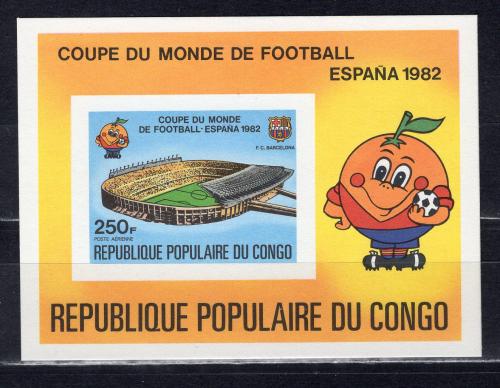 COUPE DU MONDE DE FOOTBALL
ESPAÑA 1982
COUPE DU MONDE
DE FOOTBALL-ESPAÑA 1982
F.C. BARCELONA
250F
POSTE AÉRIENNE
REPUBLIQUE POPULAIRE DU CONGO
REPUBLIQUE POPULAIRE DU CONGO